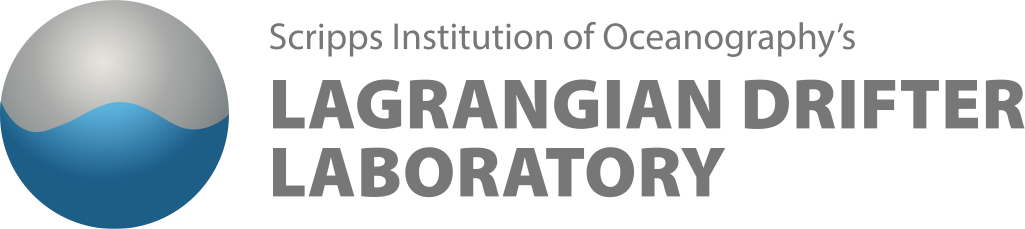 Scripps Institution of Oceanography’s
LAGRANGIAN DRIFTER
LABORATORY